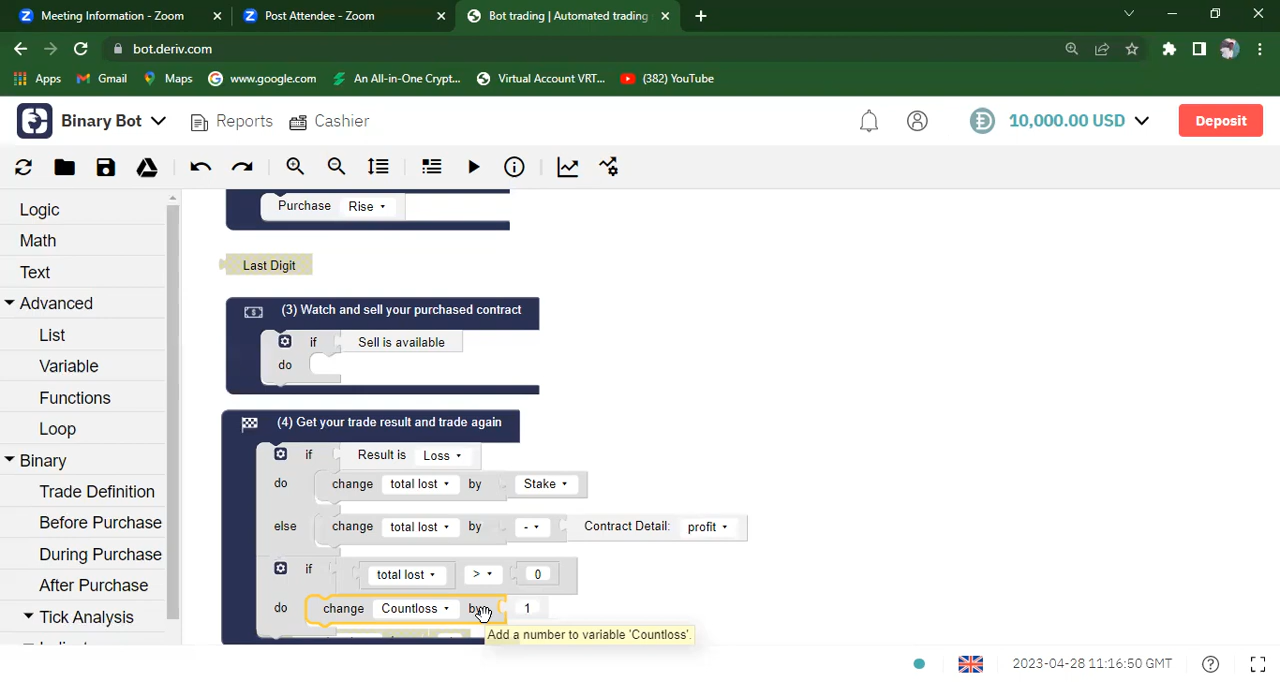 Meeting Information - Zoom
Post Attendee - Zoom
Bot trading | Automated trading
bot.deriv.com
Apps
Gmail
Maps
www.google.com
An All-in-One Crypt...
Virtual Account VRT...
(382) YouTube
Binary Bot
Reports
Cashier
10,000.00 USD
Deposit
Logic
Math
Text
Advanced
List
Variable
Functions
Loop
Binary
Trade Definition
Before Purchase
During Purchase
After Purchase
Tick Analysis
Purchase Rise
Last Digit
(3) Watch and sell your purchased contract
if Sell is available
do
(4) Get your trade result and trade again
if Result is Loss
do change total lost by Stake
else change total lost by - Contract Detail: profit
if total lost > 0
do change Countloss by 1
Add a number to variable 'Countloss'.
2023-04-28 11:16:50 GMT